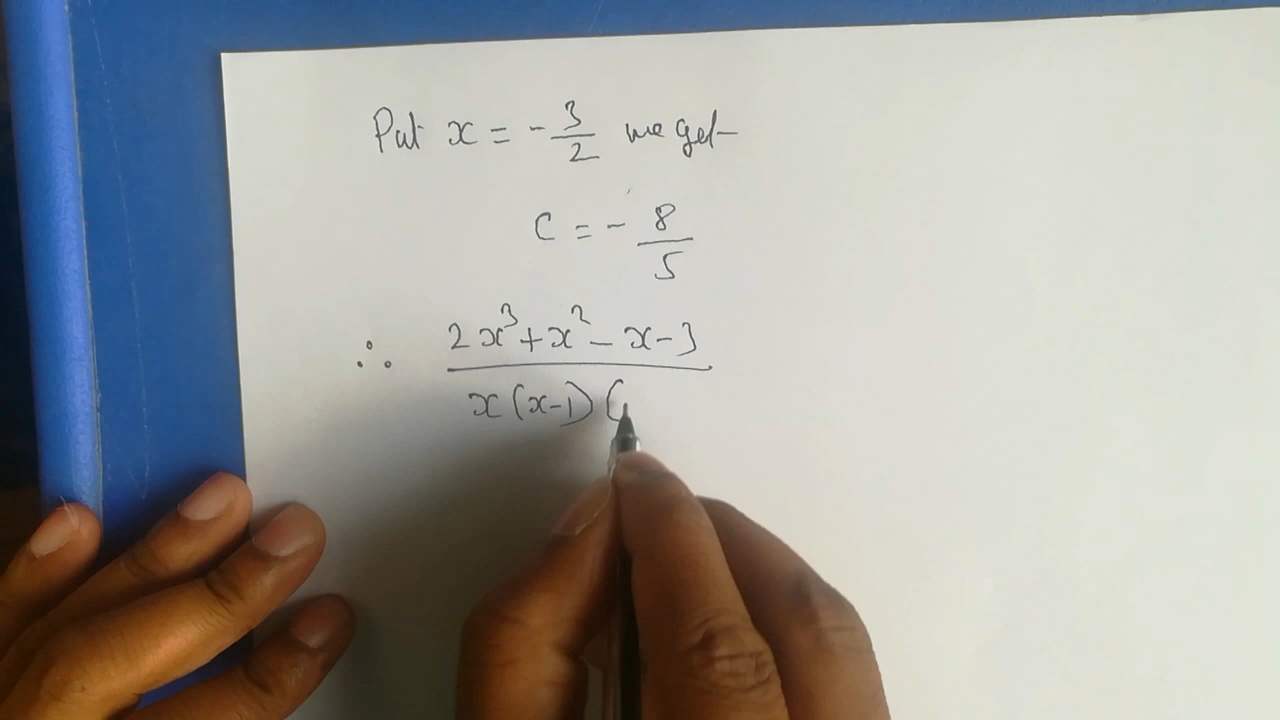 Put x = - 3/2 we get
C = - 8/5
∴ 2x³+x²-x-3 / x(x-1)(